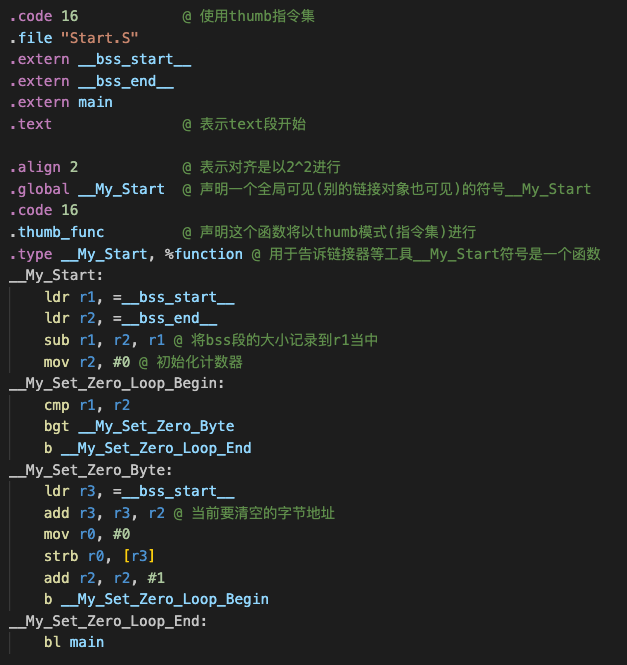 .code 16            @ 使用thumb指令集
.file "Start.S"
.extern __bss_start__
.extern __bss_end__
.extern main
.text               @ 表示text段开始
.align 2            @ 表示对齐是以2^2进行
.global __My_Start  @ 声明一个全局可见(别的链接对象也可见)的符号__My_Start
.code 16
.thumb_func         @ 声明这个函数将以thumb模式(指令集)进行
.type __My_Start, %function @ 用于告诉链接器等工具__My_Start符号是一个函数
__My_Start:
    ldr r1, =__bss_start__
    ldr r2, =__bss_end__
    sub r1, r2, r1 @ 将bss段的大小记录到r1当中
    mov r2, #0 @ 初始化计数器
__My_Set_Zero_Loop_Begin:
    cmp r1, r2
    bgt __My_Set_Zero_Byte
    b __My_Set_Zero_Loop_End
__My_Set_Zero_Byte:
    ldr r3, =__bss_start__
    add r3, r3, r2 @ 当前要清空的字节地址
    mov r0, #0
    strb r0, [r3]
    add r2, r2, #1
    b __My_Set_Zero_Loop_Begin
__My_Set_Zero_Loop_End:
    bl main